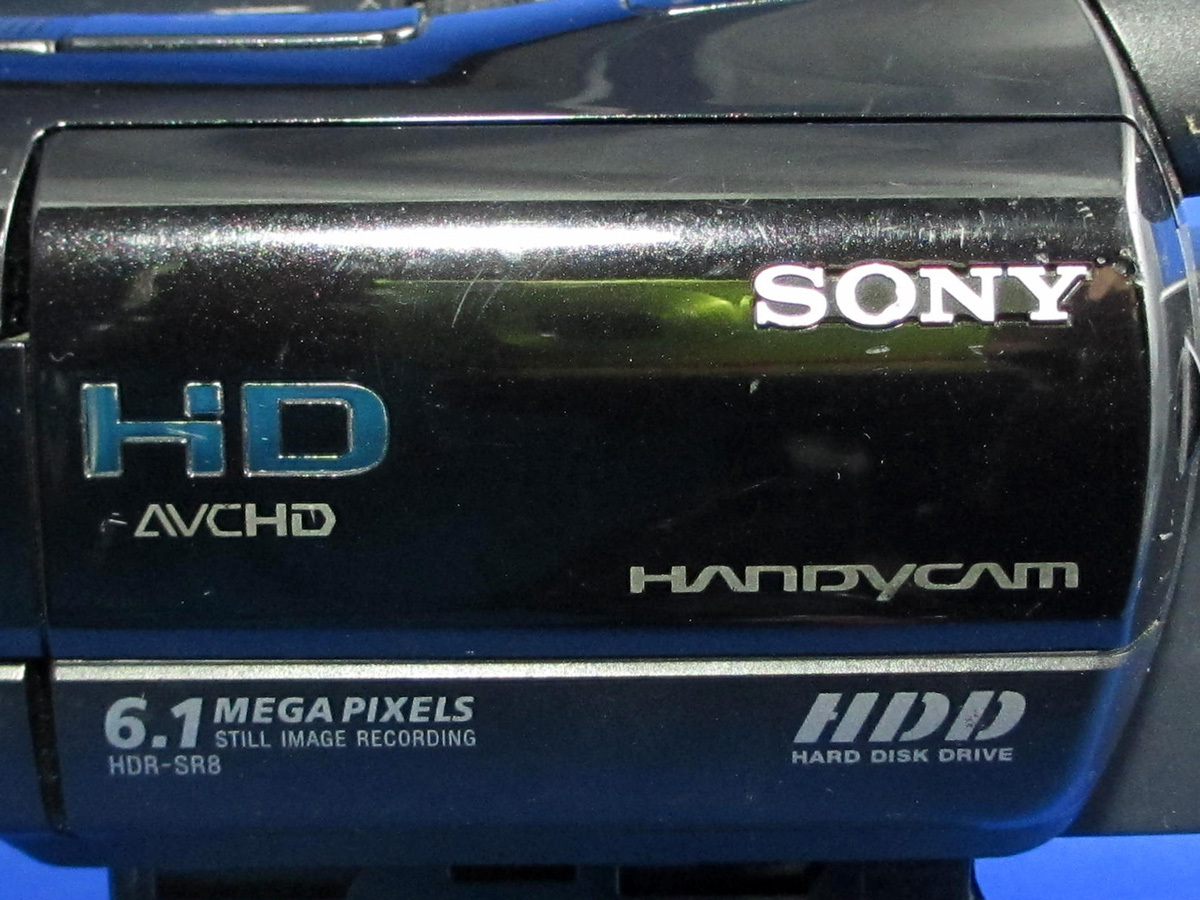 SONY
HD
AVCHD
HANDYCAM
6.1 MEGA PIXELS
STILL IMAGE RECORDING
HDR-SR8
HDD
HARD DISK DRIVE